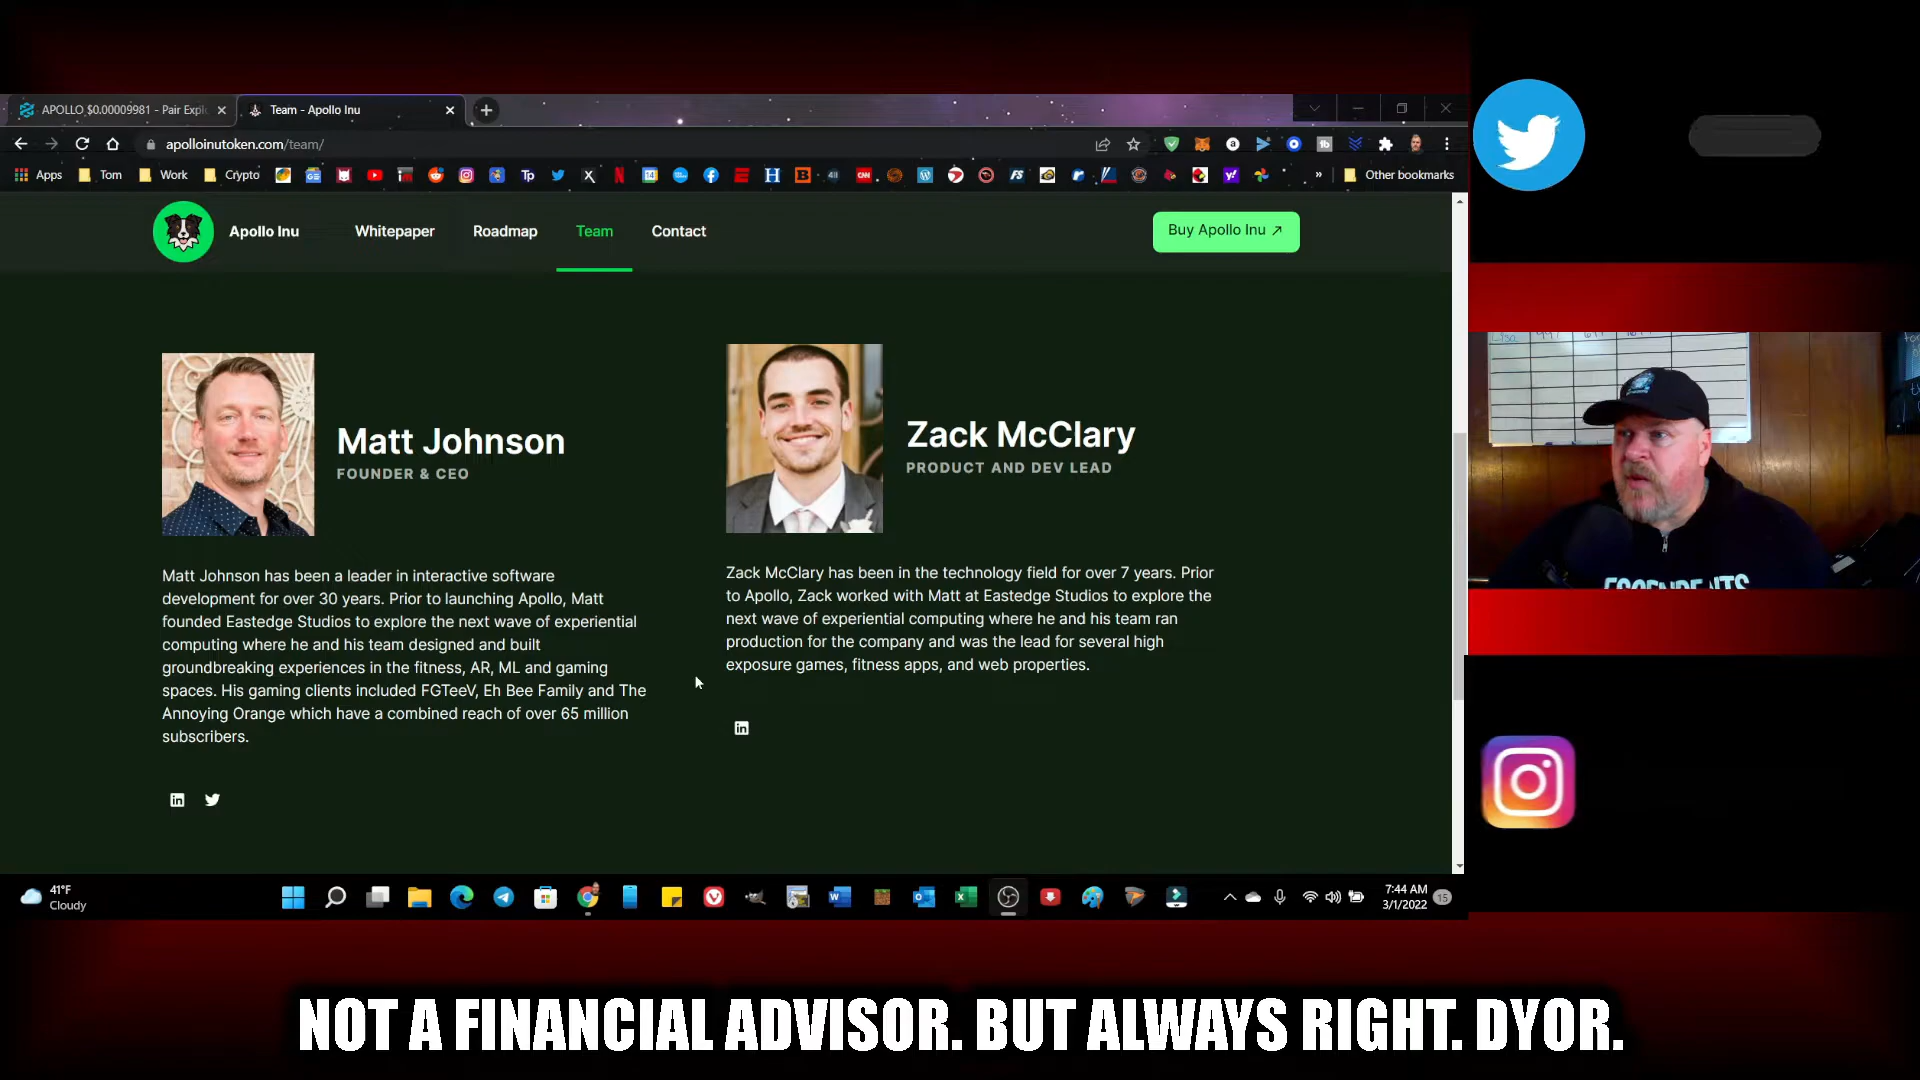 APOLLO $0.00009981 - Pair Expl
Team - Apollo Inu
apolloinutoken.com/team/
Apps
Tom
Work
Crypto
Other bookmarks
Apollo Inu
Whitepaper
Roadmap
Team
Contact
Buy Apollo Inu ↗
Matt Johnson
FOUNDER & CEO
Matt Johnson has been a leader in interactive software
development for over 30 years. Prior to launching Apollo, Matt
founded Eastedge Studios to explore the next wave of experiential
computing where he and his team designed and built
groundbreaking experiences in the fitness, AR, ML and gaming
spaces. His gaming clients included FGTeeV, Eh Bee Family and The
Annoying Orange which have a combined reach of over 65 million
subscribers.
Zack McClary
PRODUCT AND DEV LEAD
Zack McClary has been in the technology field for over 7 years. Prior
to Apollo, Zack worked with Matt at Eastedge Studios to explore the
next wave of experiential computing where he and his team ran
production for the company and was the lead for several high
exposure games, fitness apps, and web properties.
41°F
Cloudy
7:44 AM
3/1/2022
15
NOT A FINANCIAL ADVISOR. BUT ALWAYS RIGHT. DYOR.